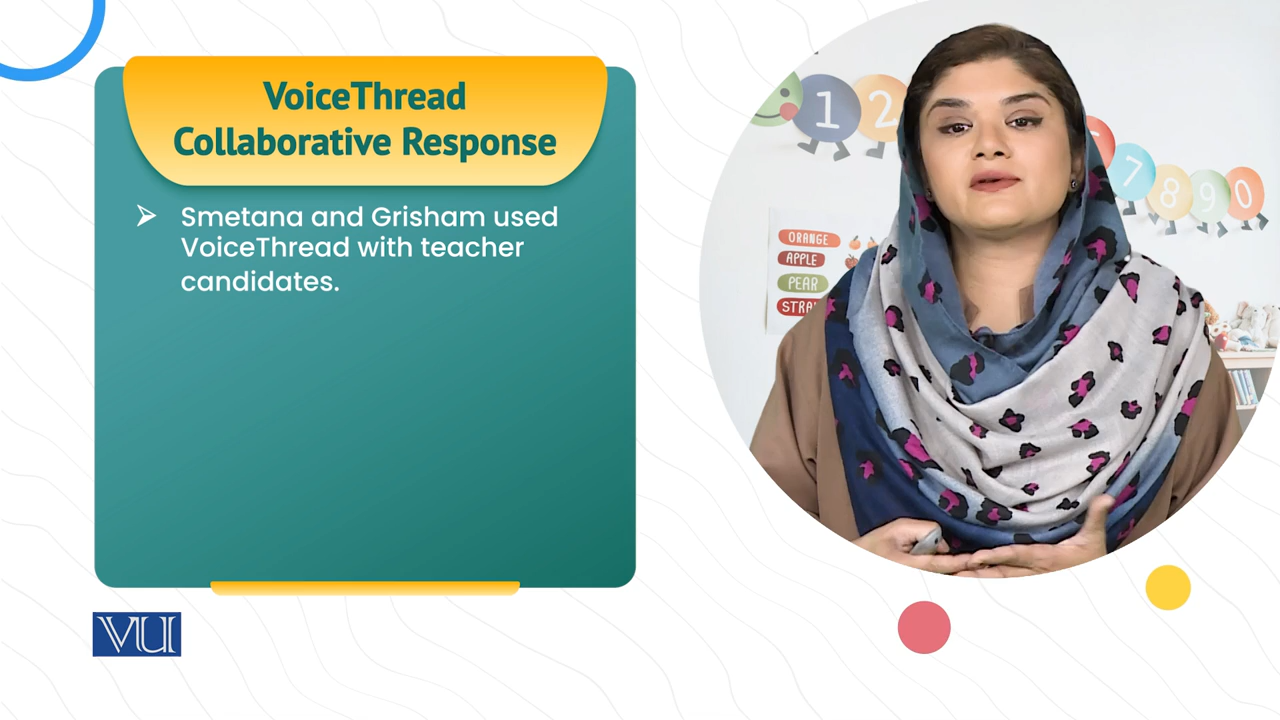 VoiceThread
Collaborative Response
Smetana and Grisham used
VoiceThread with teacher
candidates.
VU
1 2
7 8 9 0
ORANGE
APPLE
PEAR
STRA